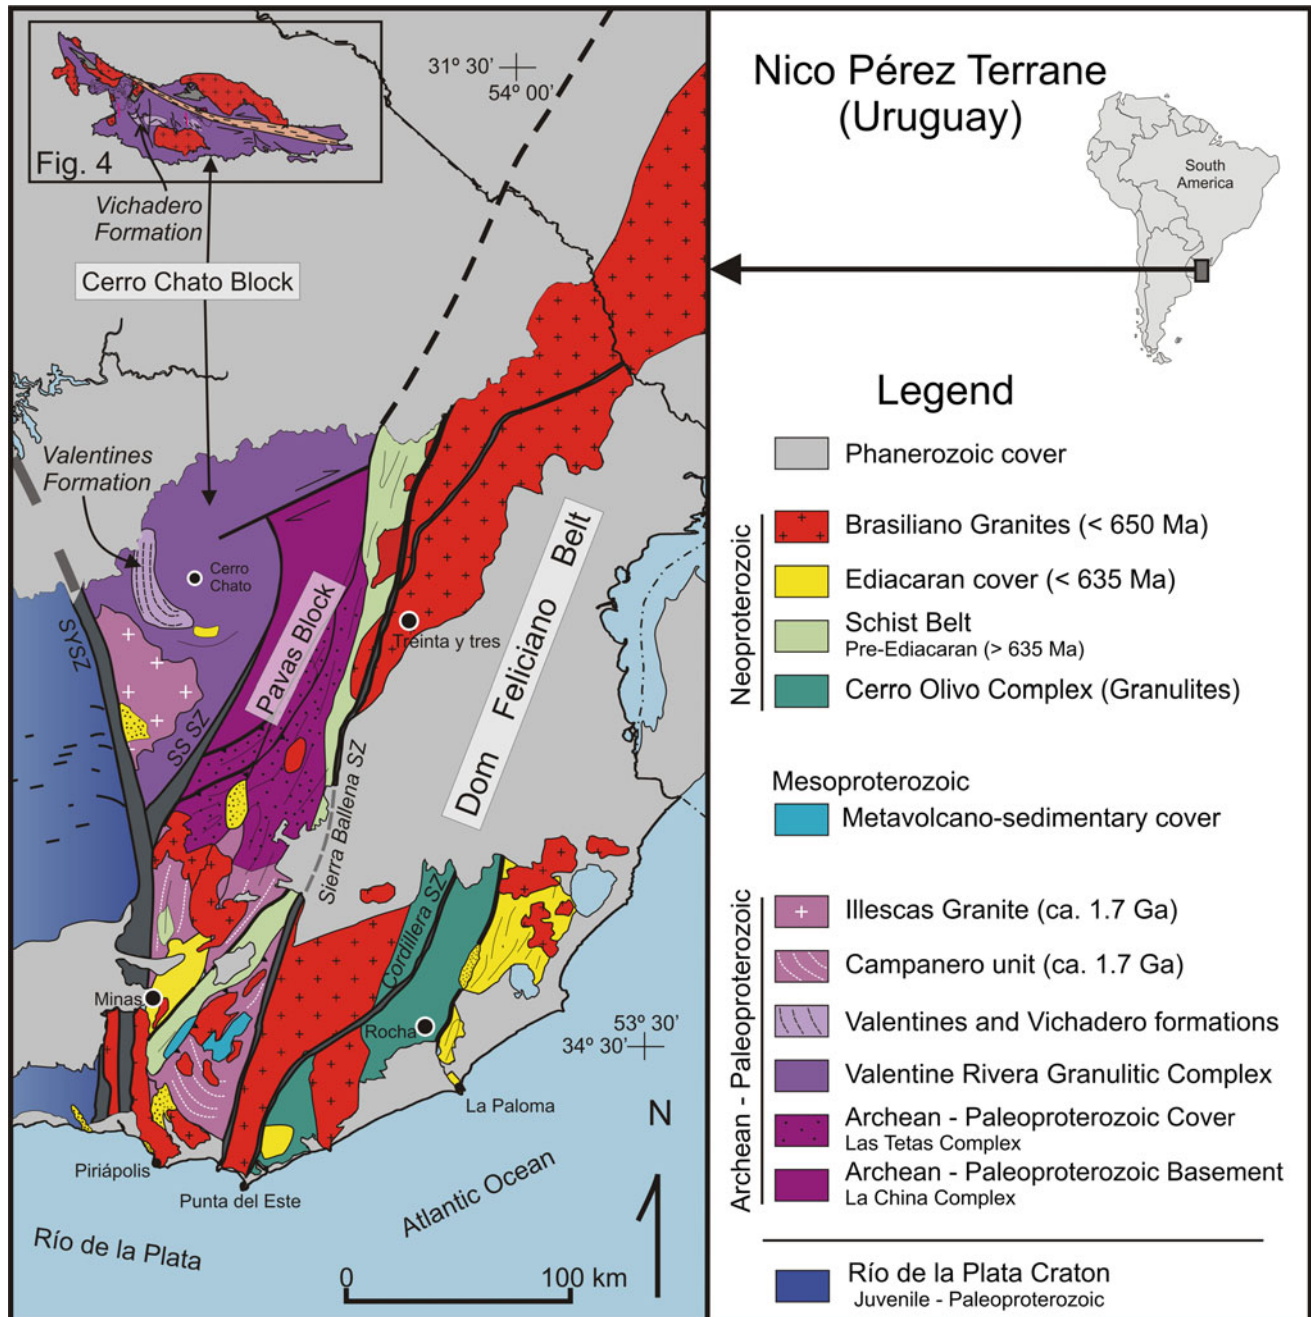 31º 30'
54º 00'
Fig. 4
Vichadero
Formation
Cerro Chato Block
Valentines
Formation
Cerro
Chato
SYSZ
SS SZ
Pavas Block
Treinta y tres
Dom Feliciano Belt
Sierra Ballena SZ
Cordillera SZ
Minas
Rocha
53º 30'
34º 30'
La Paloma
N
Piriápolis
Punta del Este
Atlantic Ocean
Río de la Plata
0 100 km
Nico Pérez Terrane
(Uruguay)
South
America
Legend
Phanerozoic cover
Neoproterozoic
Brasiliano Granites (< 650 Ma)
Ediacaran cover (< 635 Ma)
Schist Belt
Pre-Ediacaran (> 635 Ma)
Cerro Olivo Complex (Granulites)
Mesoproterozoic
Metavolcano-sedimentary cover
Archean - Paleoproterozoic
Illescas Granite (ca. 1.7 Ga)
Campanero unit (ca. 1.7 Ga)
Valentines and Vichadero formations
Valentine Rivera Granulitic Complex
Archean - Paleoproterozoic Cover
Las Tetas Complex
Archean - Paleoproterozoic Basement
La China Complex
Río de la Plata Craton
Juvenile - Paleoproterozoic